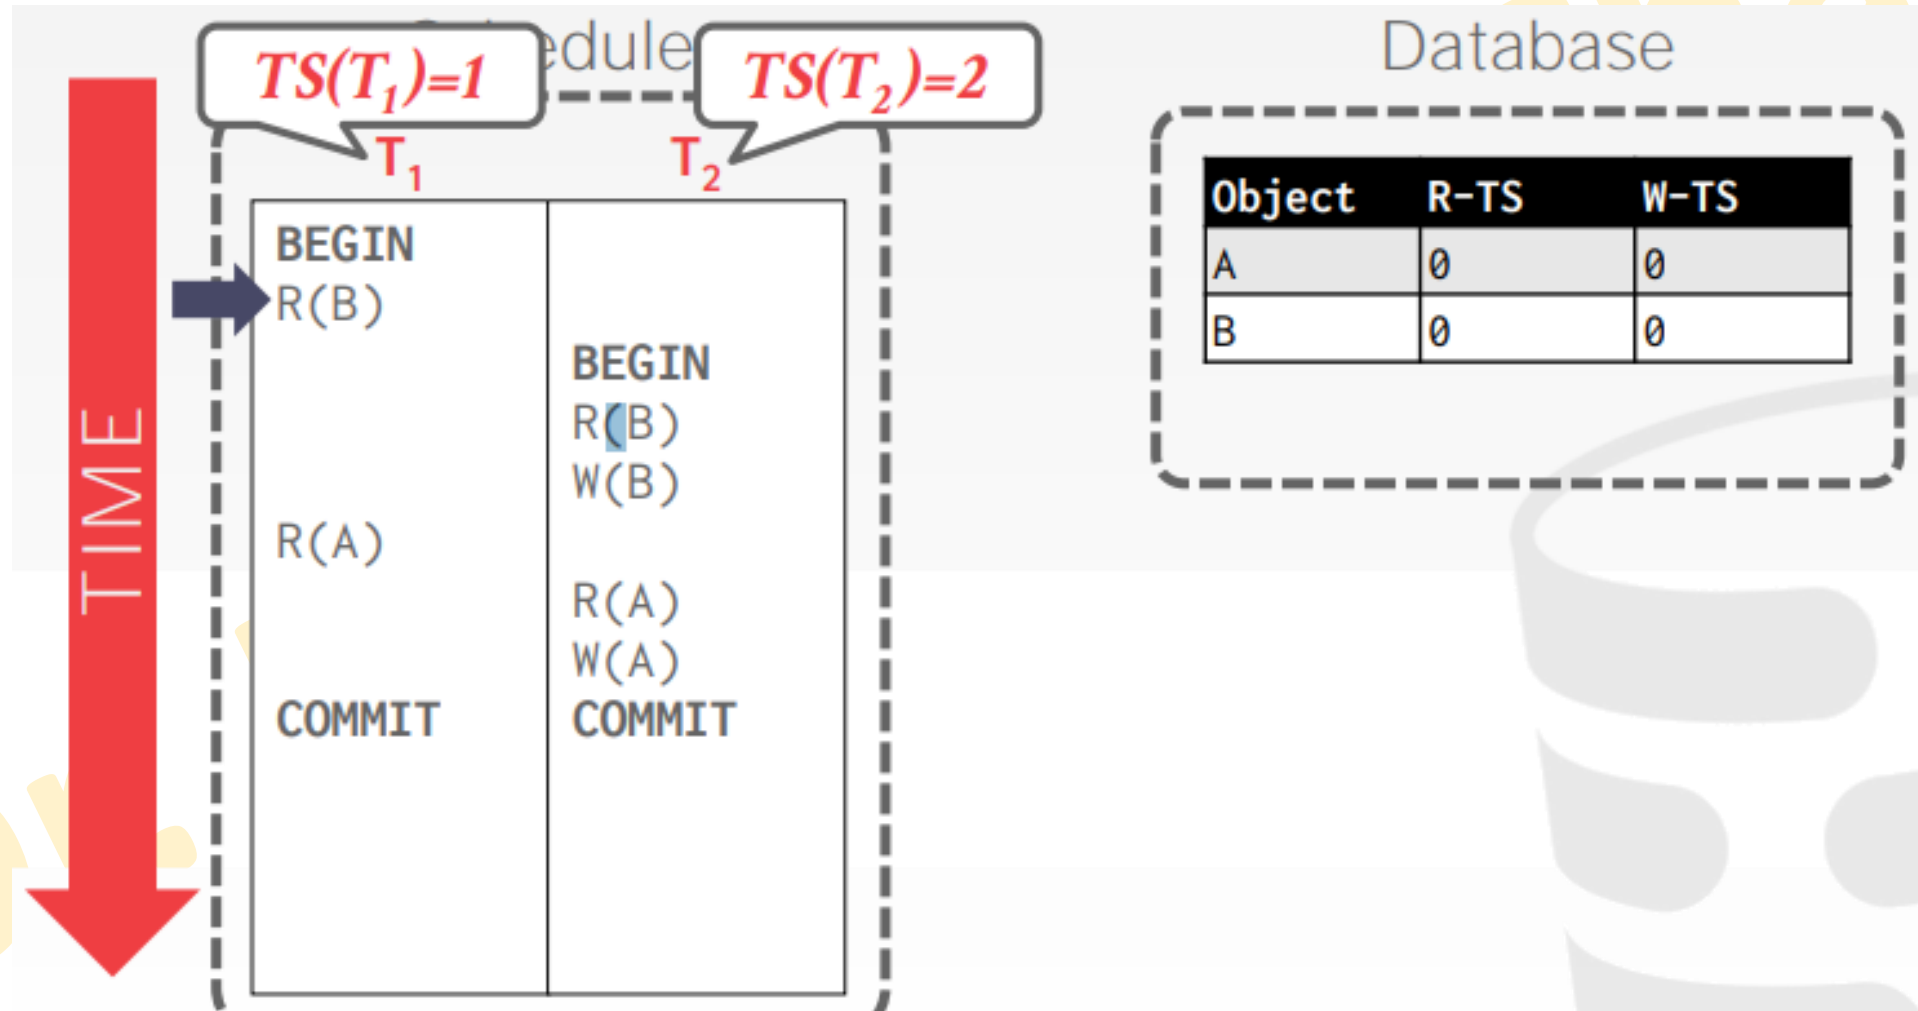 Schedule
Database
TS(T1)=1
TS(T2)=2
T1
T2
Object R-TS W-TS
A 0 0
B 0 0
BEGIN
R(B)
BEGIN
R(B)
W(B)
R(A)
R(A)
W(A)
COMMIT COMMIT
TIME